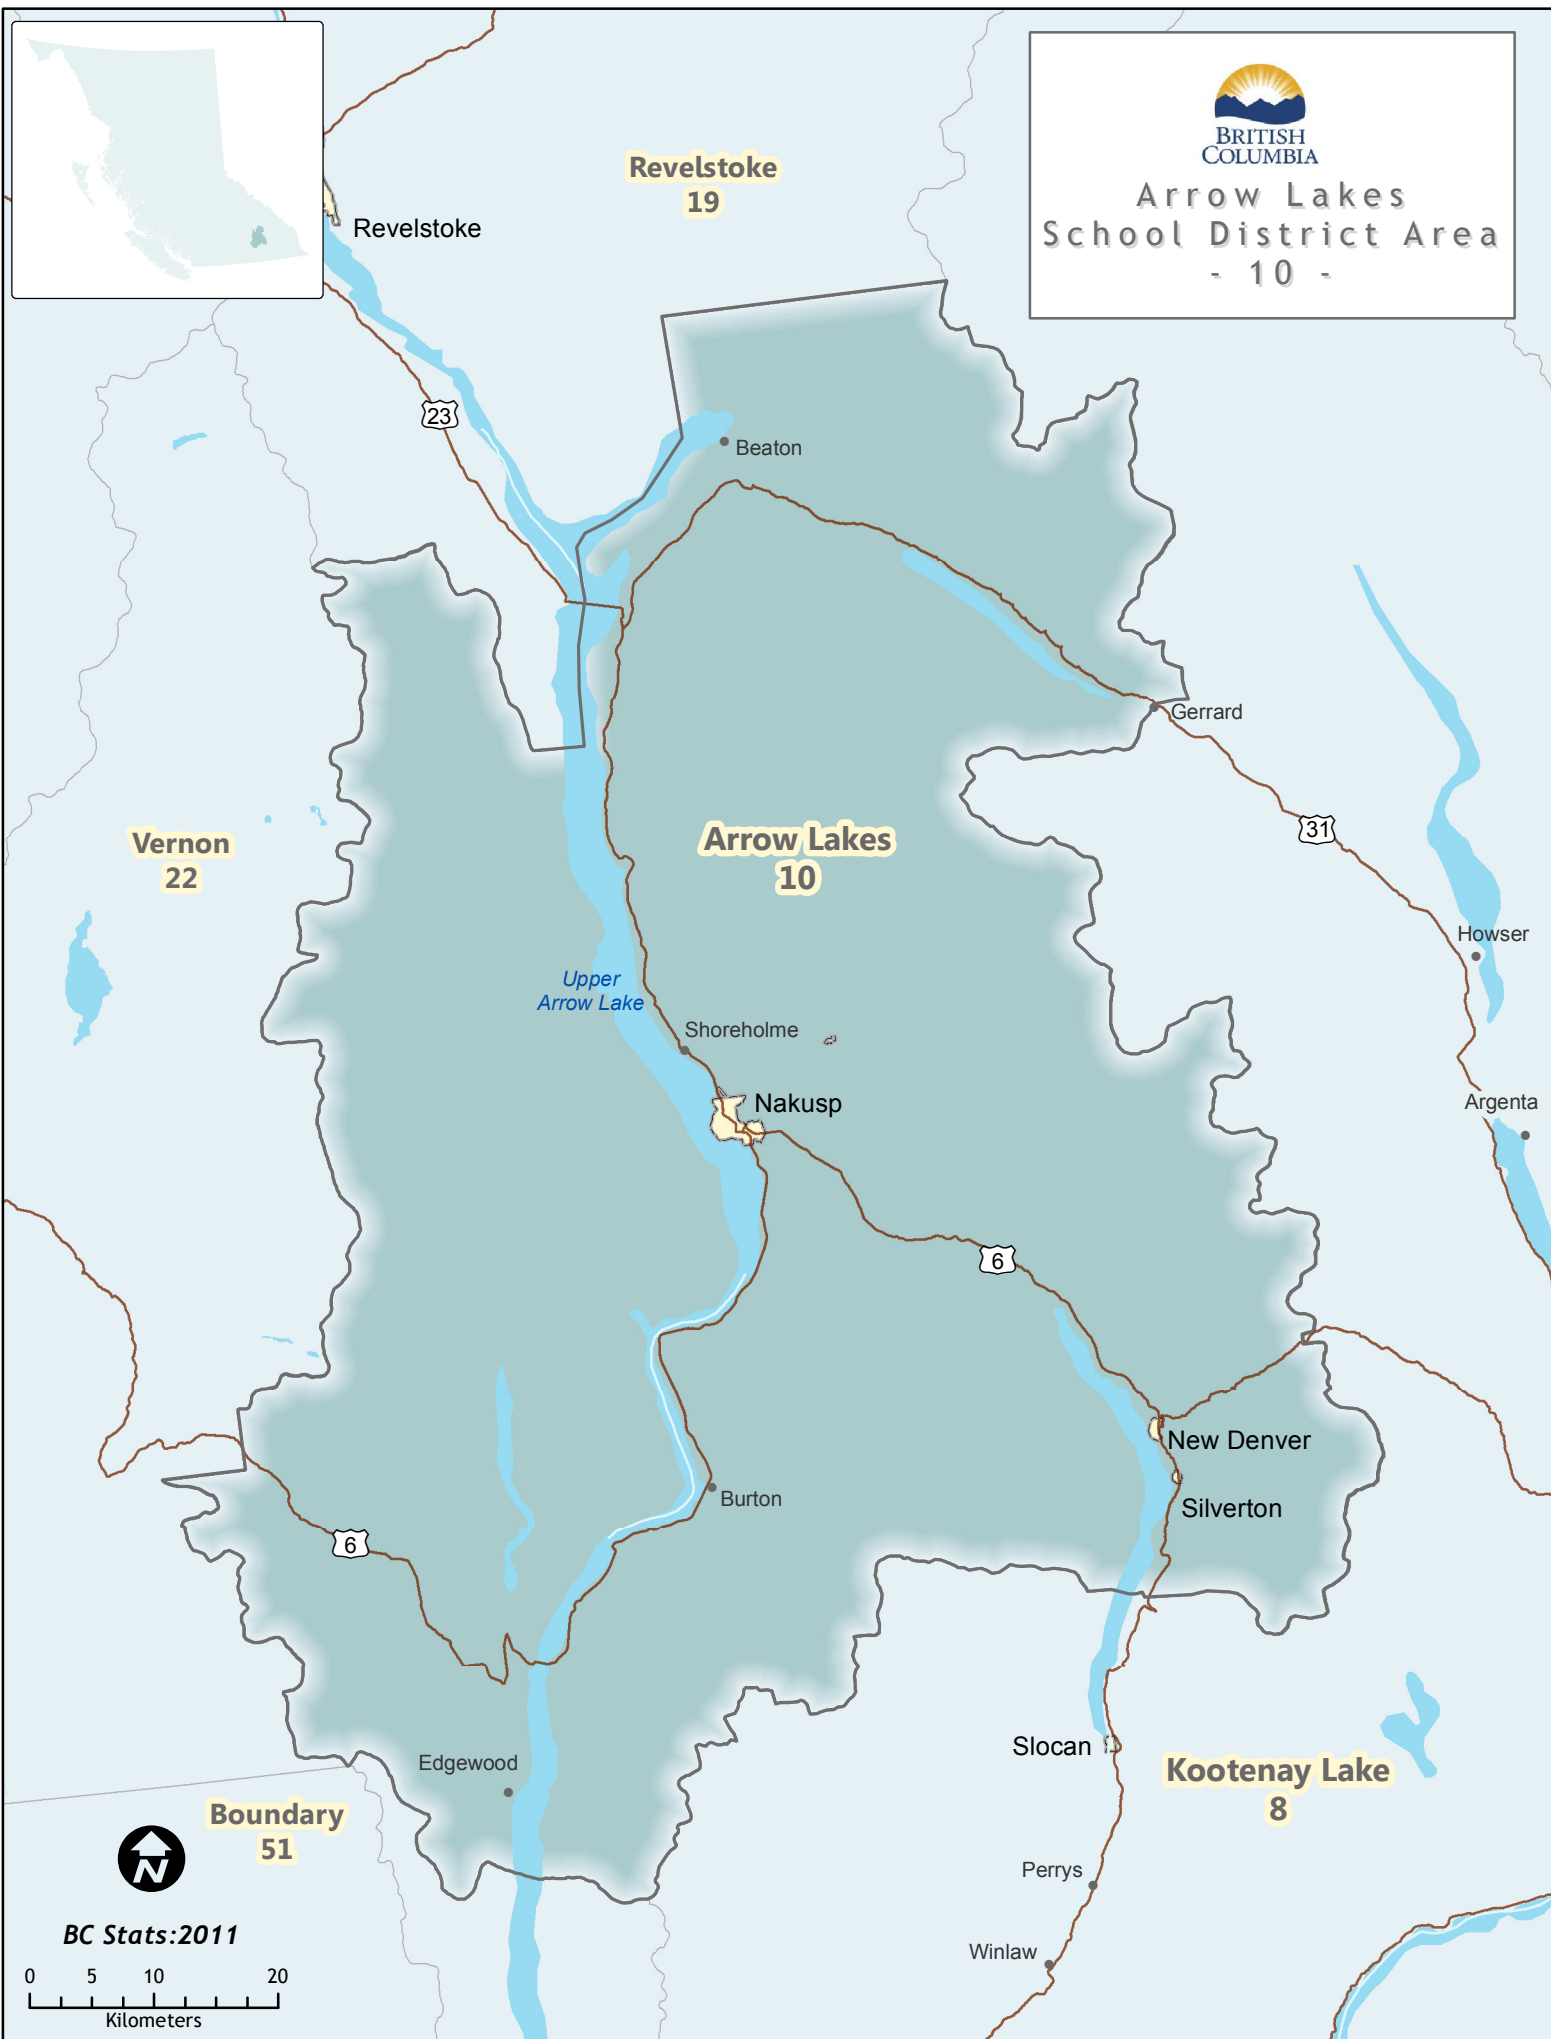 BRITISH
COLUMBIA
Arrow Lakes
School District Area
- 10 -
Revelstoke
19
Revelstoke
23
Beaton
Gerrard
31
Vernon
22
Arrow Lakes
10
Howser
Upper
Arrow Lake
Shoreholme
Nakusp
Argenta
6
New Denver
Silverton
Burton
6
Slocan
Edgewood
Kootenay Lake
8
Boundary
51
N
Perrys
BC Stats:2011
Winlaw
0 5 10 20
Kilometers